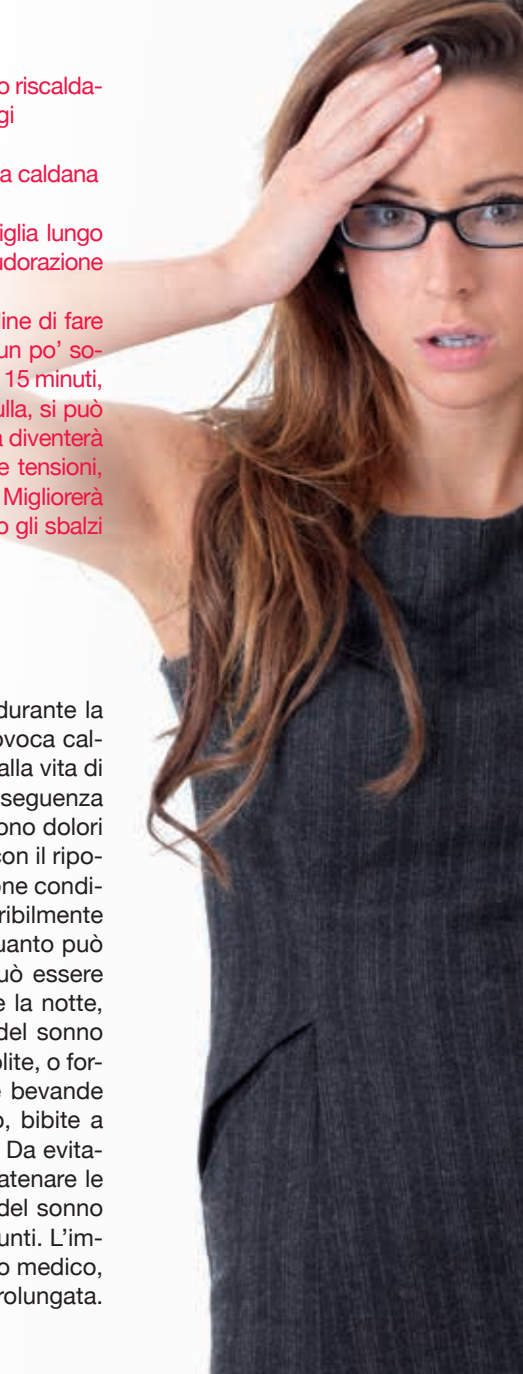 o riscalda-
gi
a caldana
iglia lungo
udorazione
dine di fare
un po' so-
15 minuti,
ulla, si può
a diventerà
e tensioni,
Migliorerà
o gli sbalzi
durante la
ovoca cal-
alla vita di
seguenza
ono dolori
con il ripo-
one condi-
ribilmente
uanto può
uò essere
e la notte,
del sonno
olite, o for-
e bevande
o, bibite a
Da evita-
atenare le
del sonno
unti. L'im-
o medico,
rolungata.